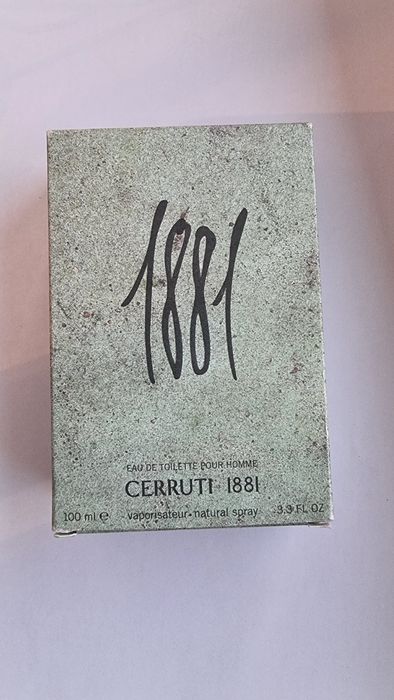 1881
EAU DE TOILETTE POUR HOMME
CERRUTI 1881
100 ml ℮ vaporisateur-natural spray 3.3 FL OZ